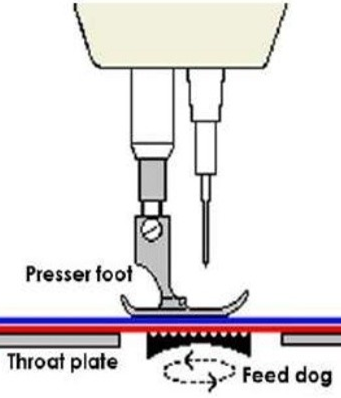 Presser foot
Throat plate
Feed dog